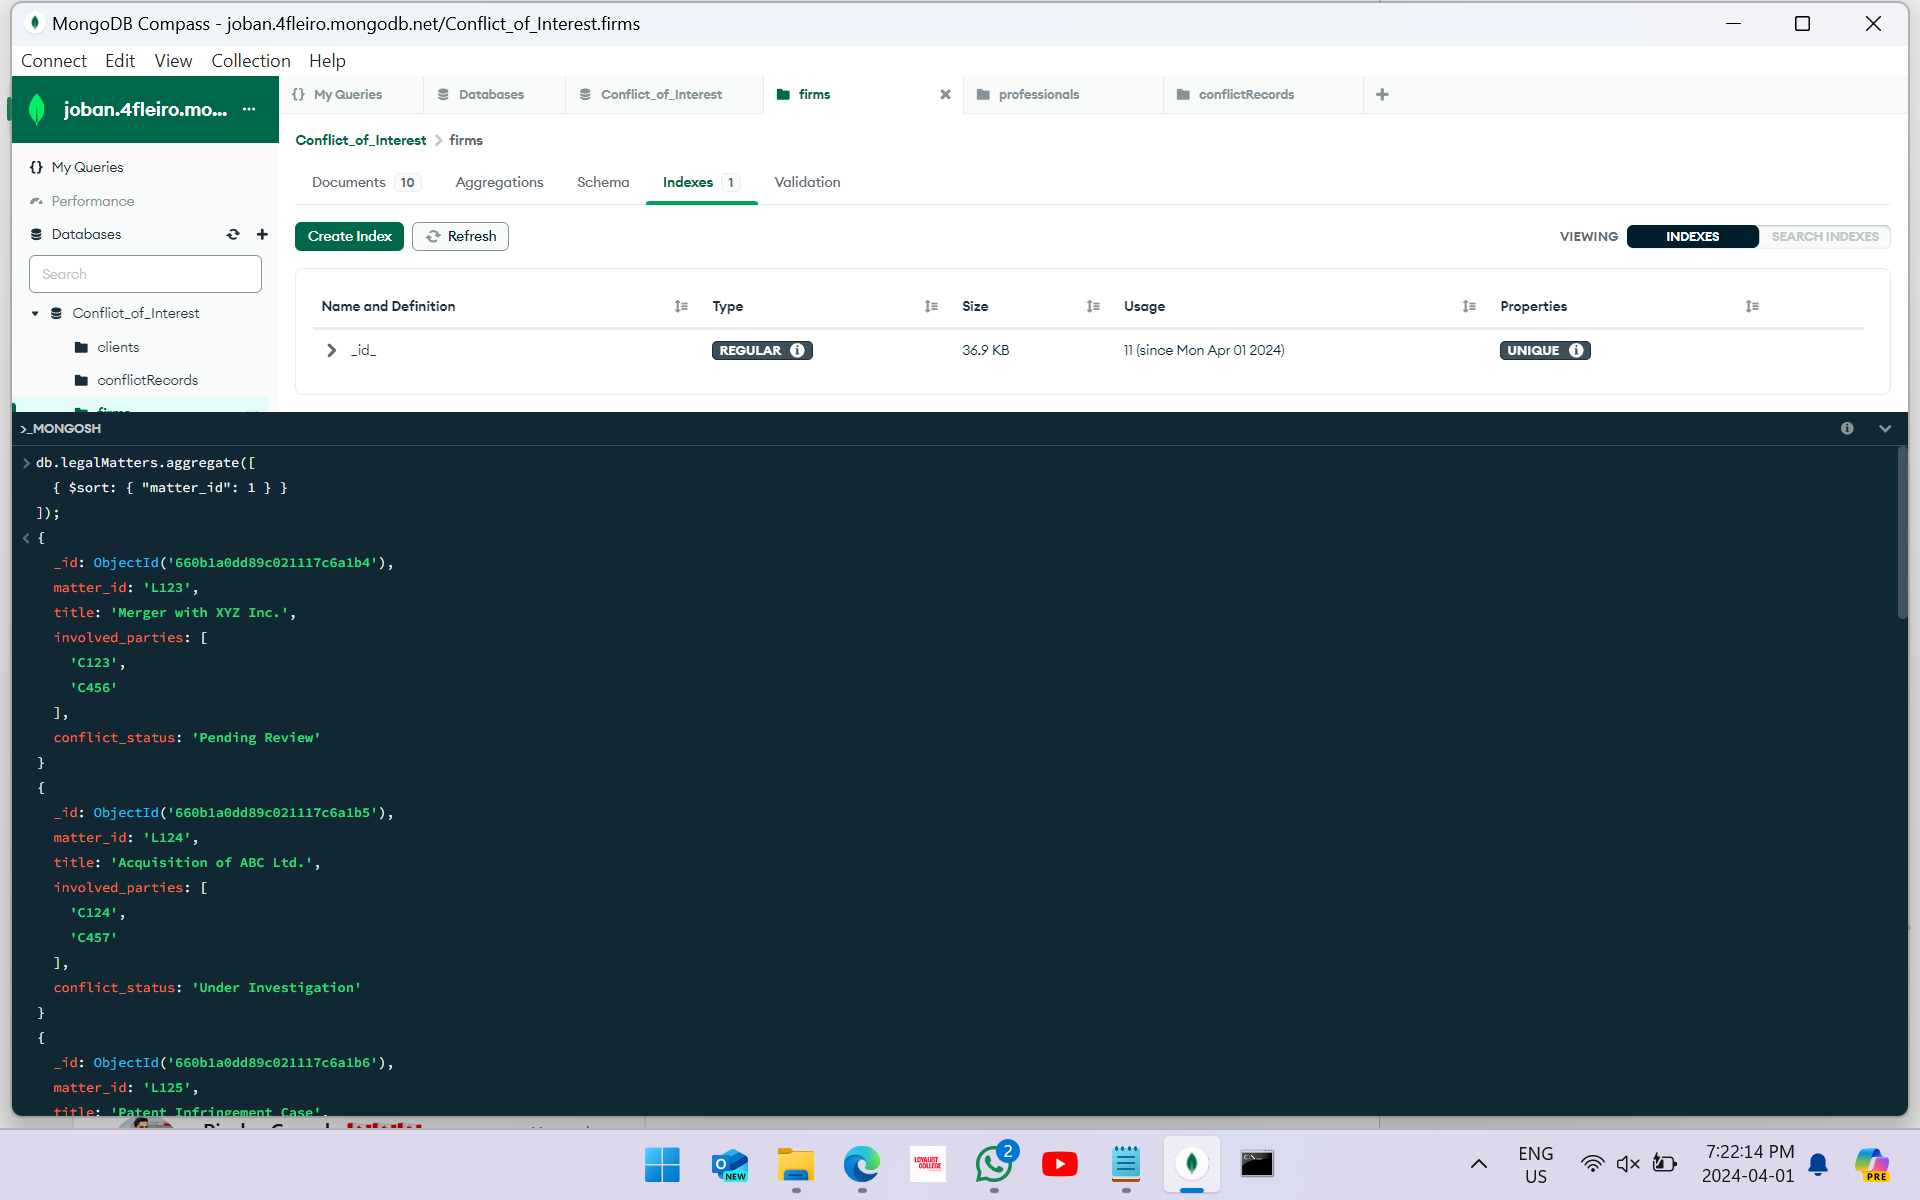 MongoDB Compass - joban.4fleiro.mongodb.net/Conflict_of_Interest.firms
Connect Edit View Collection Help
joban.4fleiro.mo... ...
{} My Queries
Databases
Conflict_of_Interest
firms
professionals
conflictRecords
Conflict_of_Interest > firms
{} My Queries
Performance
Databases
Search
Conflict_of_Interest
clients
conflictRecords
firms
Documents 10 Aggregations Schema Indexes 1 Validation
Create Index Refresh
VIEWING INDEXES SEARCH INDEXES
Name and Definition Type Size Usage Properties
_id_ REGULAR 36.9 KB 11 (since Mon Apr 01 2024) UNIQUE
>_MONGOSH
> db.legalMatters.aggregate([
{ $sort: { "matter_id": 1 } }
]);
< {
_id: ObjectId('660b1a0dd89c021117c6a1b4'),
matter_id: 'L123',
title: 'Merger with XYZ Inc.',
involved_parties: [
'C123',
'C456'
],
conflict_status: 'Pending Review'
}
{
_id: ObjectId('660b1a0dd89c021117c6a1b5'),
matter_id: 'L124',
title: 'Acquisition of ABC Ltd.',
involved_parties: [
'C124',
'C457'
],
conflict_status: 'Under Investigation'
}
{
_id: ObjectId('660b1a0dd89c021117c6a1b6'),
matter_id: 'L125',
title: 'Patent Infringement Case',
NEW
LOYALIST
COLLEGE
2
ENG
US
7:22:14 PM
2024-04-01
PRE